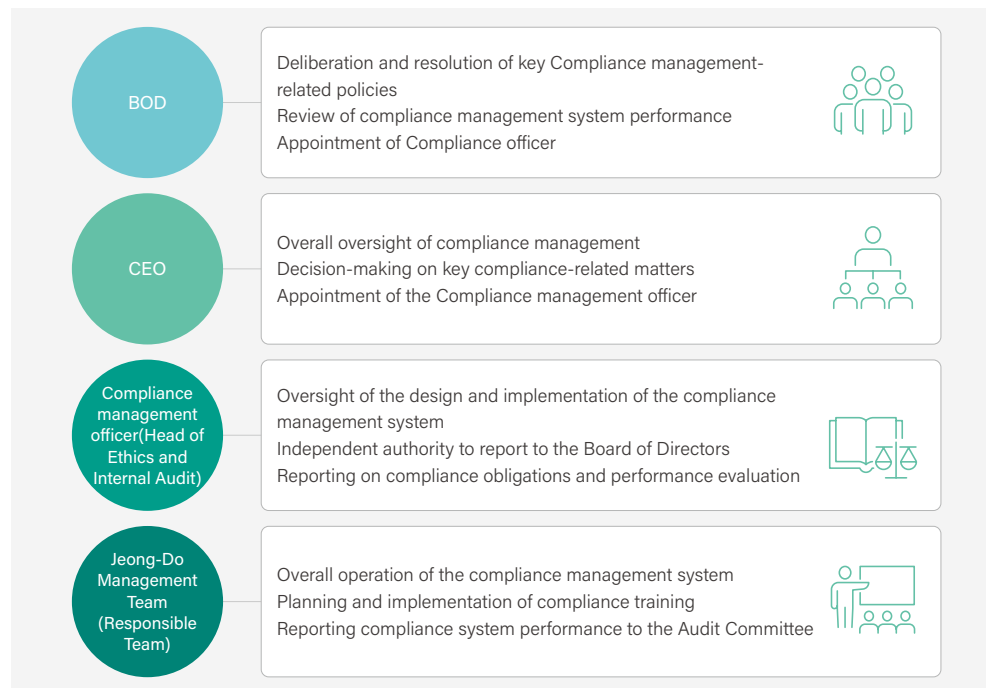 BOD
Deliberation and resolution of key Compliance management-
related policies
Review of compliance management system performance
Appointment of Compliance officer
CEO
Overall oversight of compliance management
Decision-making on key compliance-related matters
Appointment of the Compliance management officer
Compliance
management
officer(Head of
Ethics and
Internal Audit)
Oversight of the design and implementation of the compliance
management system
Independent authority to report to the Board of Directors
Reporting on compliance obligations and performance evaluation
Jeong-Do
Management
Team
(Responsible
Team)
Overall operation of the compliance management system
Planning and implementation of compliance training
Reporting compliance system performance to the Audit Committee